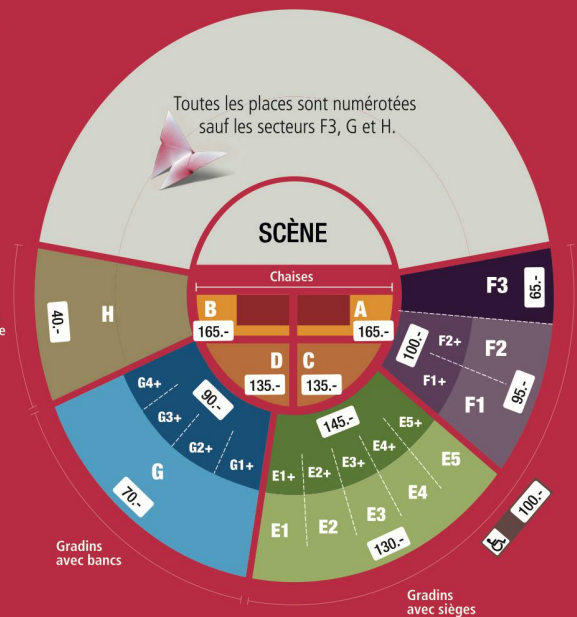 Toutes les places sont numérotées
sauf les secteurs F3, G et H.
SCÈNE
Chaises
B
A
165.-
165.-
D
C
135.-
135.-
H
40.-
e
F3
65.-
F2+
F2
100.-
F1+
F1
95.-
G4+
G3+
G2+
G1+
90.-
G
70.-
145.-
E1+
E2+
E3+
E4+
E5+
E1
E2
E3
E4
E5
130.-
100.-
Gradins
avec bancs
Gradins
avec sièges